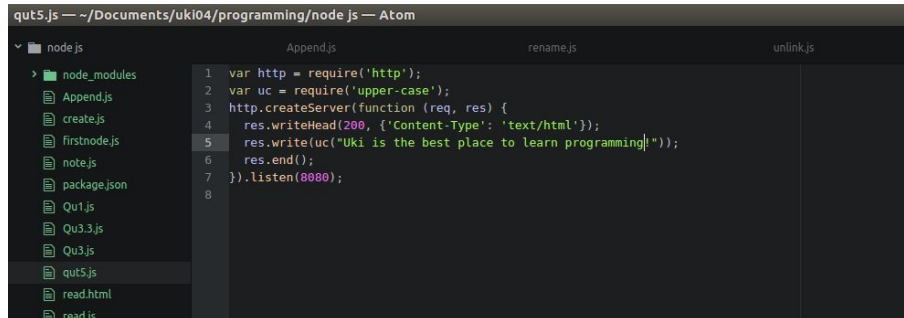 qut5.js — ~/Documents/uki04/programming/node js — Atom
node js
Append.js rename.js unlink.js
node_modules
Append.js
create.js
firstnode.js
note.js
package.json
Qu1.js
Qu3.3.js
Qu3.js
qut5.js
read.html
read.js
1 var http = require('http');
2 var uc = require('upper-case');
3 http.createServer(function (req, res) {
4 res.writeHead(200, {'Content-Type': 'text/html'});
5 res.write(uc("Uki is the best place to learn programming!"));
6 res.end();
7 }).listen(8080);
8